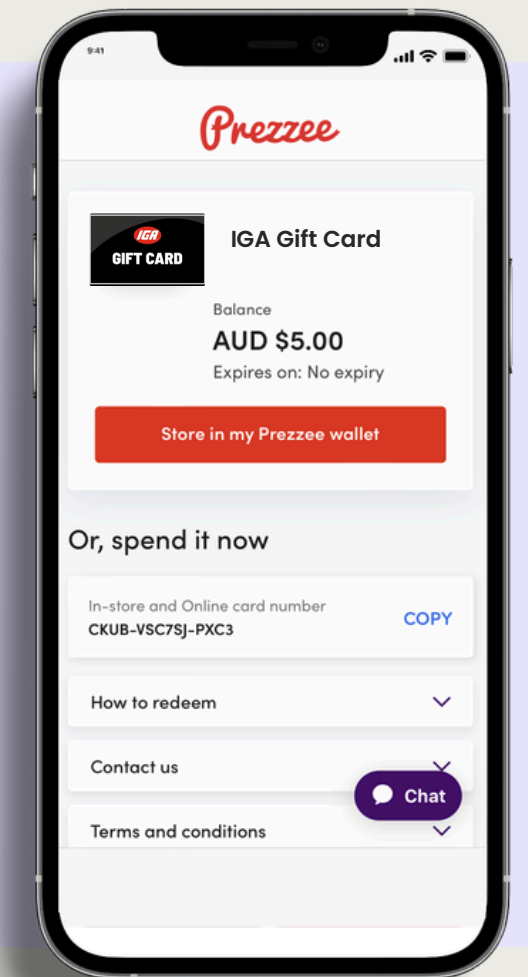 9:41
Prezzee
IGA
GIFT CARD
IGA Gift Card
Balance
AUD $5.00
Expires on: No expiry
Store in my Prezzee wallet
Or, spend it now
In-store and Online card number
CKUB-VSC7SJ-PXC3
COPY
How to redeem
Contact us
Chat
Terms and conditions